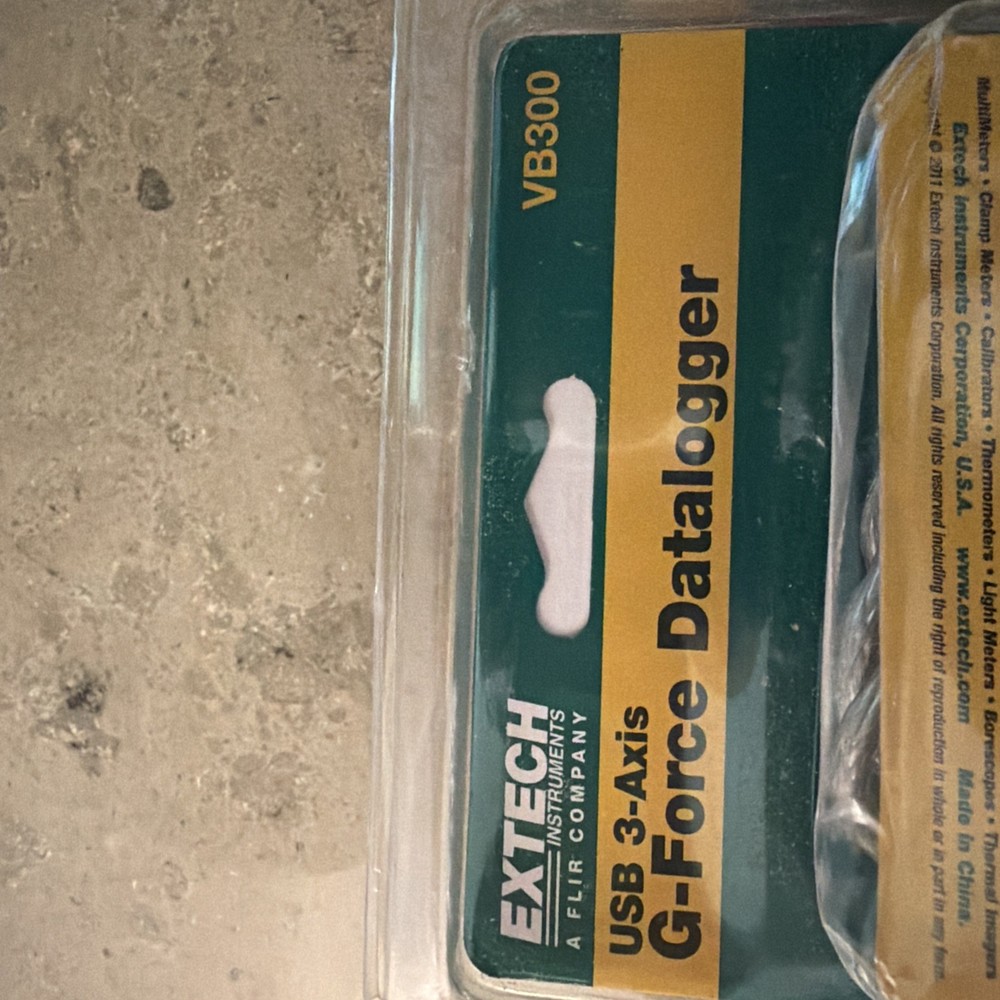 EXTECH
INSTRUMENTS
A FLIR COMPANY
VB300
USB 3-Axis
G-Force Datalogger
MultiMeters • Clamp Meters • Calibrators • Thermometers • Light Meters • Borescopes • Thermal Imagers
Extech Instruments Corporation, U.S.A. www.extech.com Made in China.
© 2011 Extech Instruments Corporation. All rights reserved including the right of reproduction in whole or in part in any form.